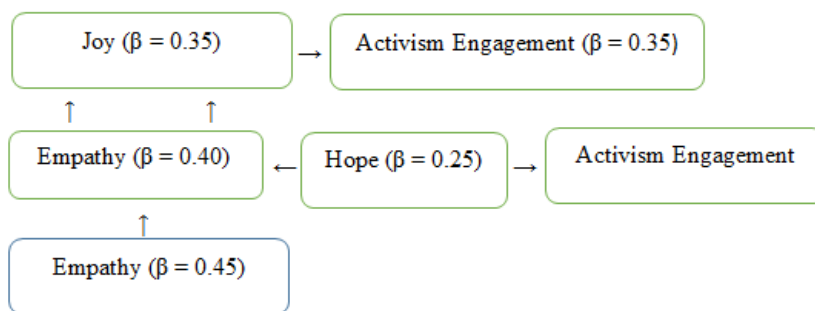 Joy (β = 0.35)
→
Activism Engagement (β = 0.35)
↑ ↑
Empathy (β = 0.40)
←
Hope (β = 0.25)
→
Activism Engagement
↑
Empathy (β = 0.45)